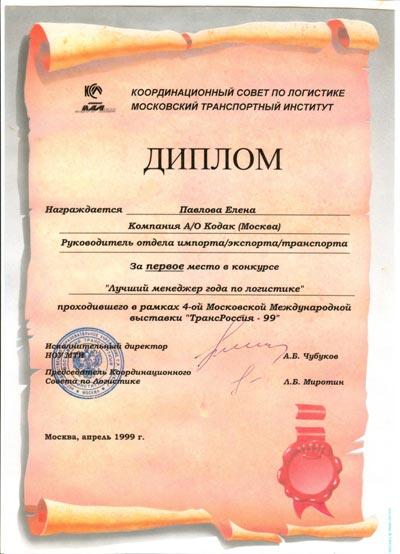 КООРДИНАЦИОННЫЙ СОВЕТ ПО ЛОГИСТИКЕ
МОСКОВСКИЙ ТРАНСПОРТНЫЙ ИНСТИТУТ
ДИПЛОМ
Награждается Павлова Елена
Компания А/О Кодак (Москва)
Руководитель отдела импорта/экспорта/транспорта
За первое место в конкурсе
"Лучший менеджер года по логистике"
проходившего в рамках 4-ой Московской Международной
выставки "ТрансРоссия - 99"
Исполнительный директор
НОУ МТИ А.Б. Чубуков
Председатель Координационного
Совета по Логистике Л.Б. Миротин
Москва, апрель 1999 г.